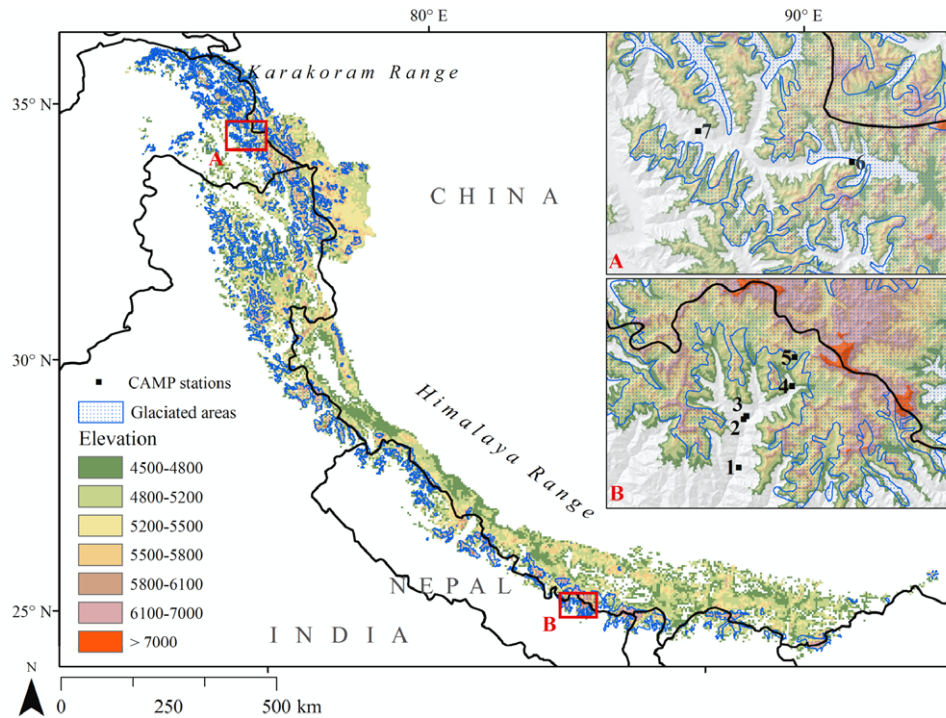 80° E
90° E
Karakoram Range
35° N
A
7
6
A
CHINA
30° N
CAMP stations
Glaciated areas
Elevation
4500-4800
4800-5200
5200-5500
5500-5800
5800-6100
6100-7000
> 7000
Himalaya Range
5
4
3
2
1
B
NEPAL
25° N
B
INDIA
N
0 250 500 km